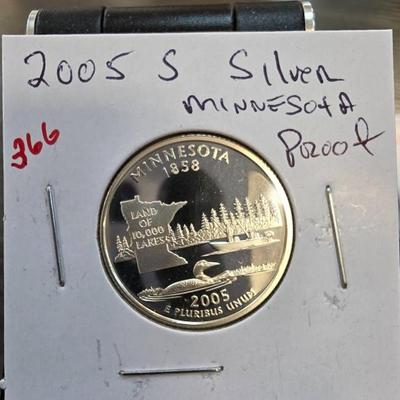 2005 S Silver
MINNESOTA
Proof
366
MINNESOTA
1858
LAND
OF
10,000
LAKES
2005
E PLURIBUS UNUM